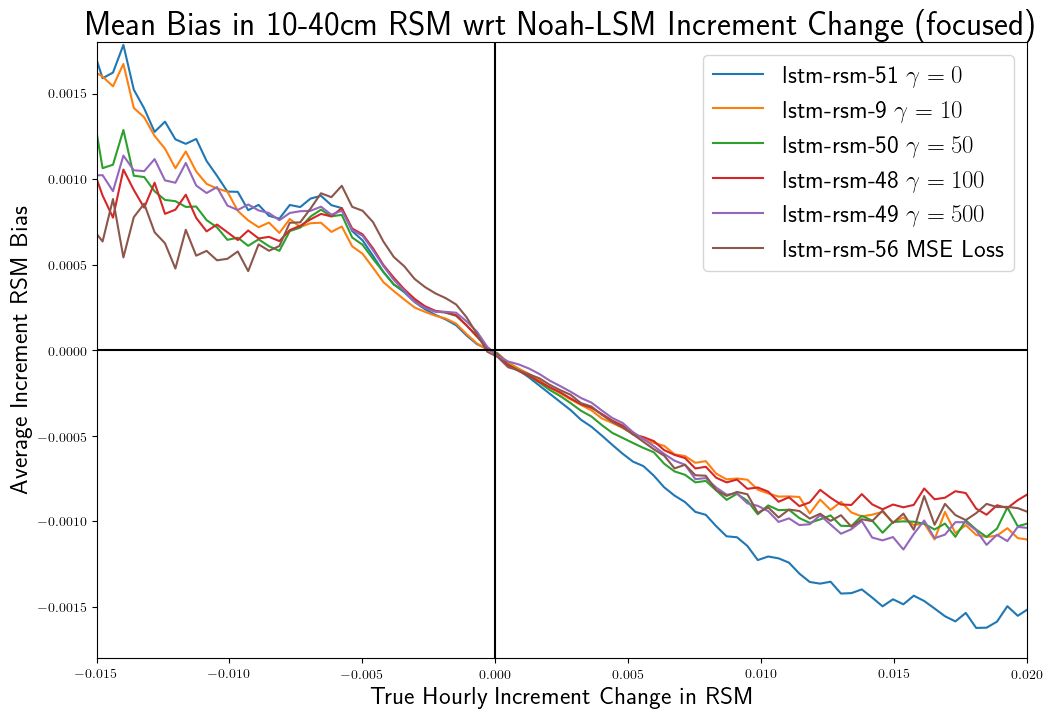 Mean Bias in 10-40cm RSM wrt Noah-LSM Increment Change (focused)
lstm-rsm-51 γ = 0
lstm-rsm-9 γ = 10
lstm-rsm-50 γ = 50
lstm-rsm-48 γ = 100
lstm-rsm-49 γ = 500
lstm-rsm-56 MSE Loss
Average Increment RSM Bias
0.0015
0.0010
0.0005
0.0000
−0.0005
−0.0010
−0.0015
−0.015
−0.010
−0.005
0.000
0.005
0.010
0.015
0.020
True Hourly Increment Change in RSM